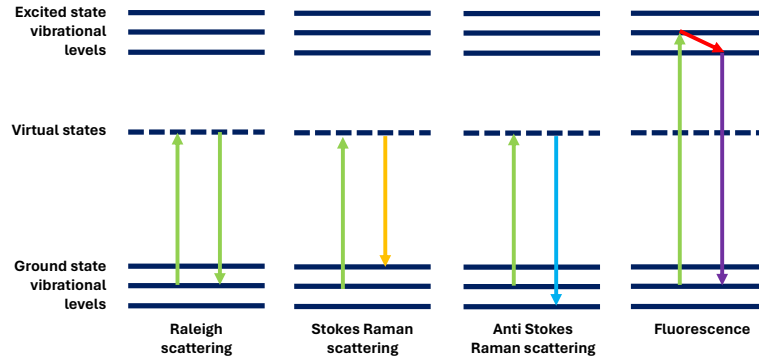 Excited state
vibrational
levels
Virtual states
Ground state
vibrational
levels
Raleigh
scattering
Stokes Raman
scattering
Anti Stokes
Raman scattering
Fluorescence